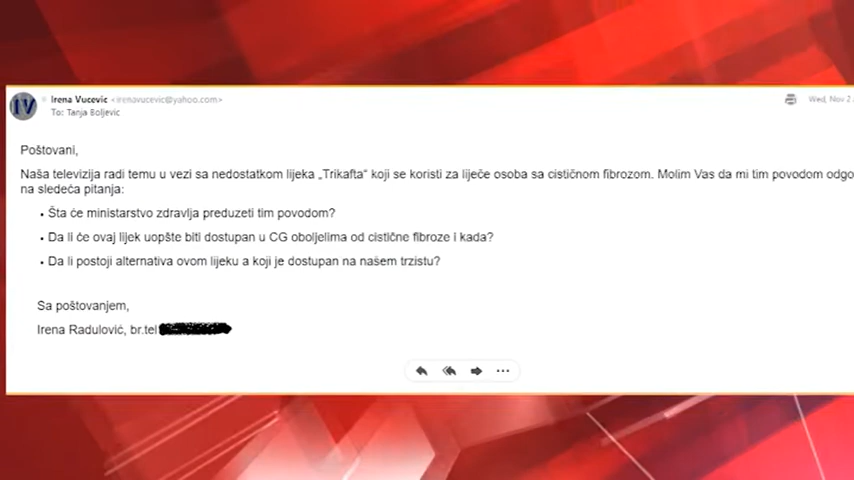 IV
Irena Vucevic <irenavucevic@yahoo.com>
Wed, Nov 2
To: Tanja Boljevic
Poštovani,
Naša televizija radi temu u vezi sa nedostatkom lijeka „Trikafta“ koji se koristi za liječe osoba sa cističnom fibrozom. Molim Vas da mi tim povodom odgo
na sledeća pitanja:
• Šta će ministarstvo zdravlja preduzeti tim povodom?
• Da li će ovaj lijek uopšte biti dostupan u CG oboljelima od cistične fibroze i kada?
• Da li postoji alternativa ovom lijeku a koji je dostupan na našem trzistu?
Sa poštovanjem,
Irena Radulović, br.tel